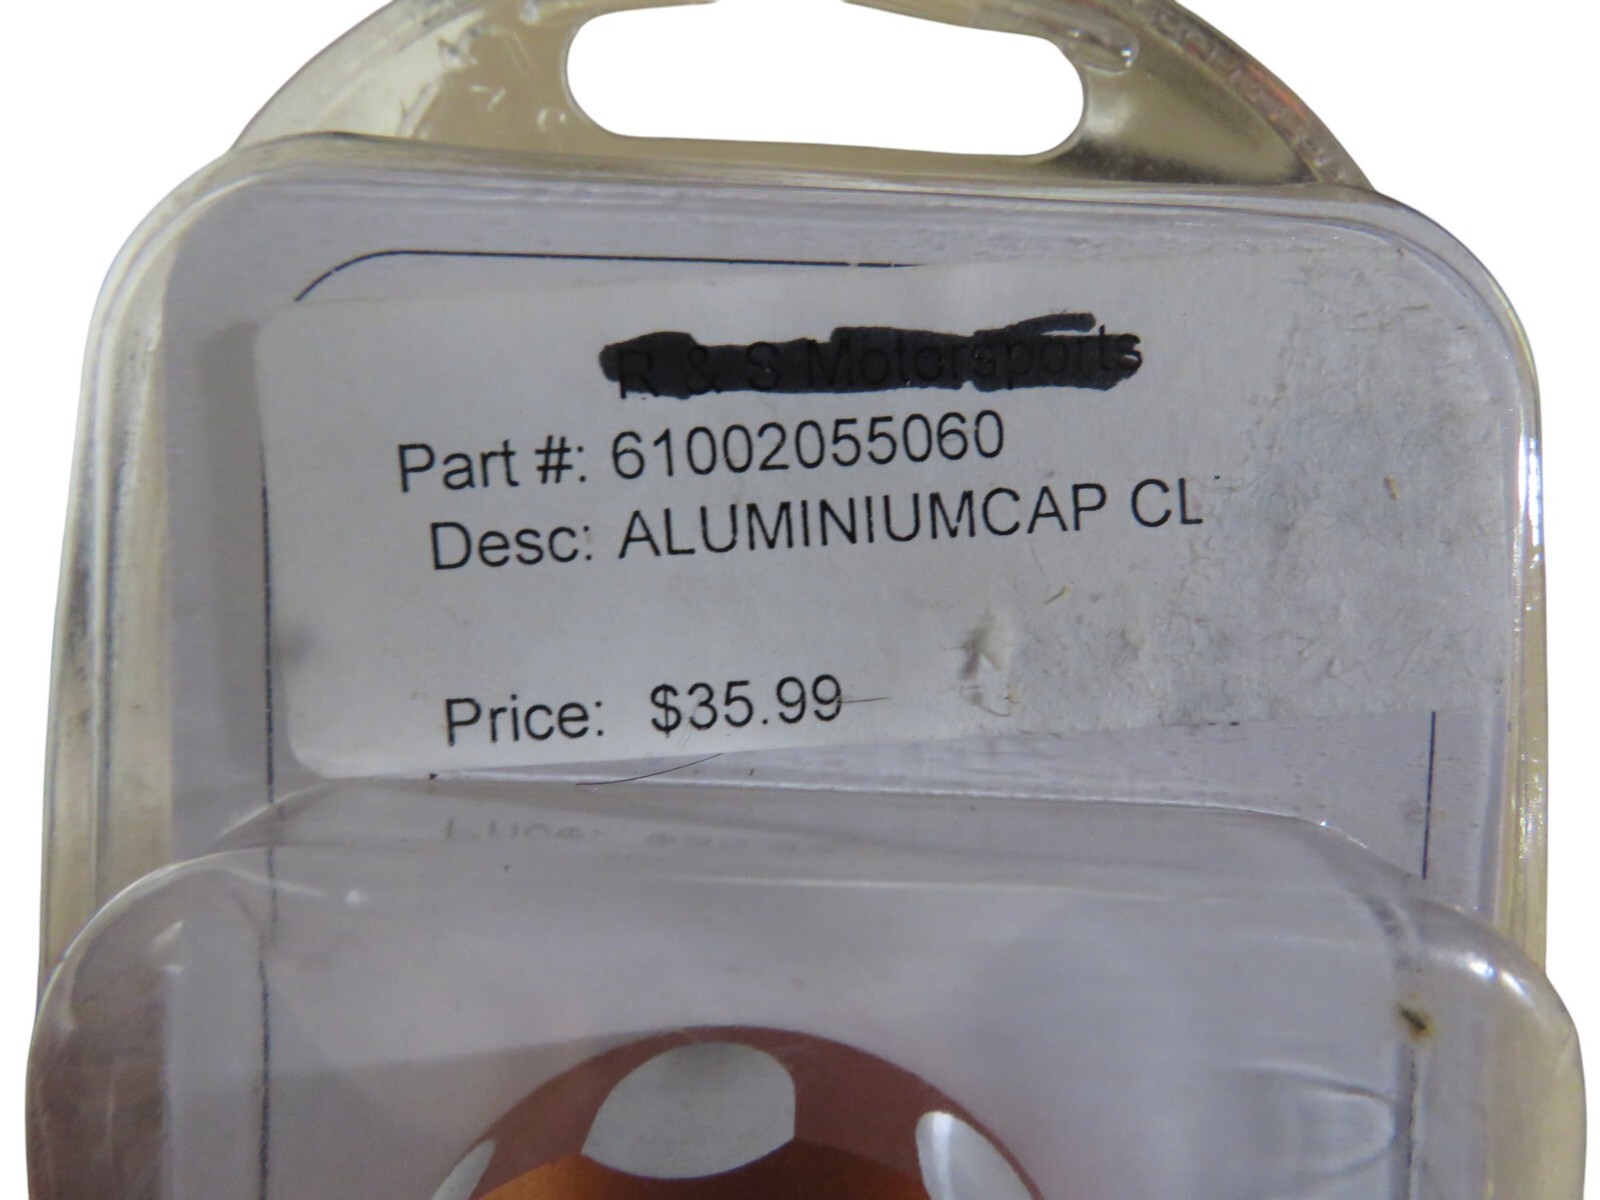 R & S Motorsports
Part #: 61002055060
Desc: ALUMINIUMCAP CL
Price: $35.99